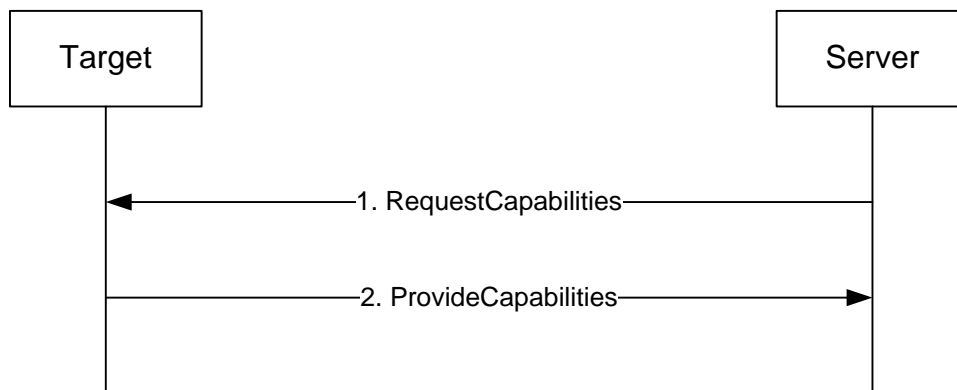 Target
Server
1. RequestCapabilities
2. ProvideCapabilities